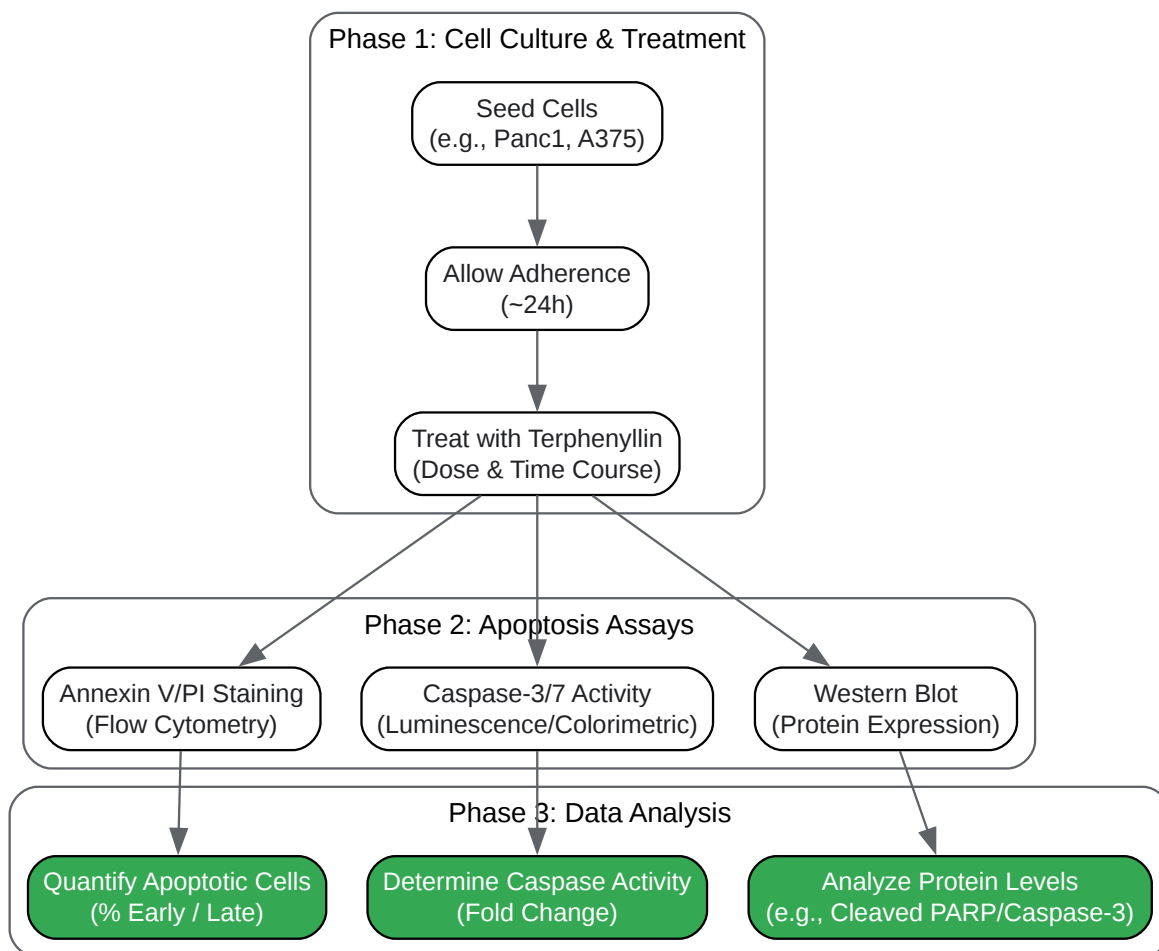 Phase 1: Cell Culture & Treatment
Seed Cells
(e.g., Panc1, A375)
Allow Adherence
(~24h)
Treat with Terphenyllin
(Dose & Time Course)
Phase 2: Apoptosis Assays
Annexin V/PI Staining
(Flow Cytometry)
Caspase-3/7 Activity
(Luminescence/Colorimetric)
Western Blot
(Protein Expression)
Phase 3: Data Analysis
Quantify Apoptotic Cells
(% Early / Late)
Determine Caspase Activity
(Fold Change)
Analyze Protein Levels
(e.g., Cleaved PARP/Caspase-3)